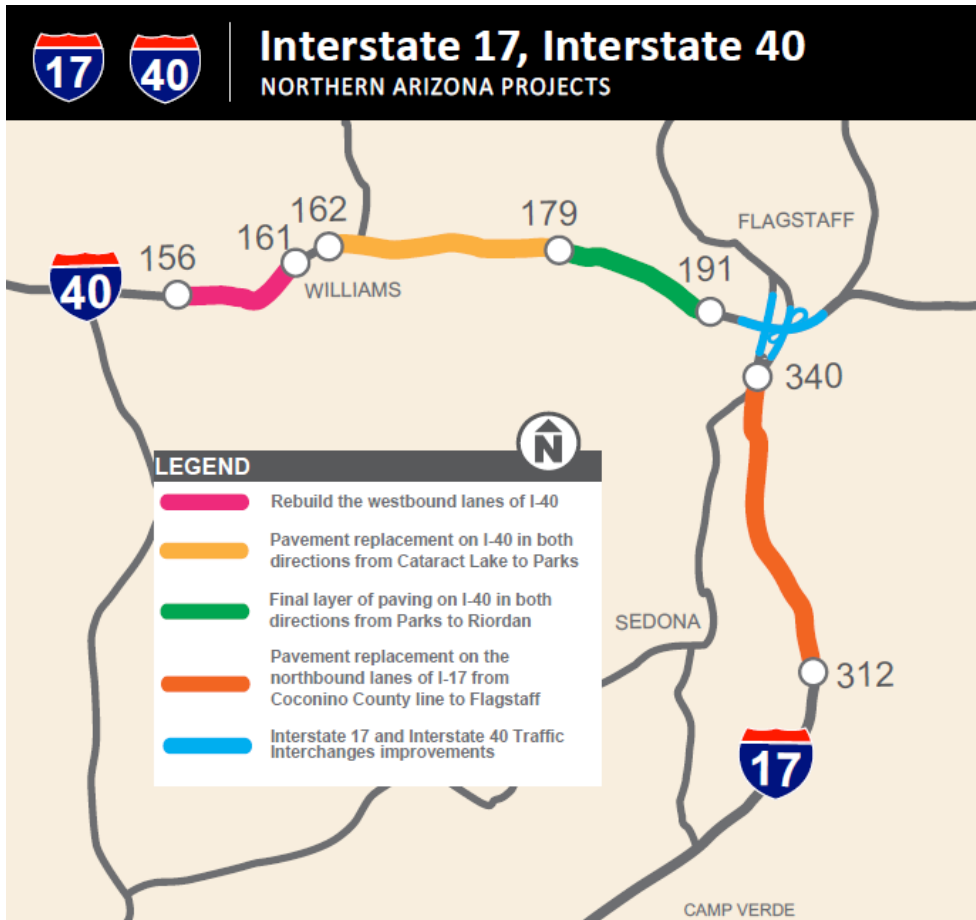 17
40
Interstate 17, Interstate 40
NORTHERN ARIZONA PROJECTS
162
179
FLAGSTAFF
161
156
191
40
WILLIAMS
340
N
LEGEND
Rebuild the westbound lanes of I-40
Pavement replacement on I-40 in both
directions from Cataract Lake to Parks
Final layer of paving on I-40 in both
directions from Parks to Riordan
Pavement replacement on the
northbound lanes of I-17 from
Coconino County line to Flagstaff
Interstate 17 and Interstate 40 Traffic
Interchanges improvements
SEDONA
312
17
CAMP VERDE